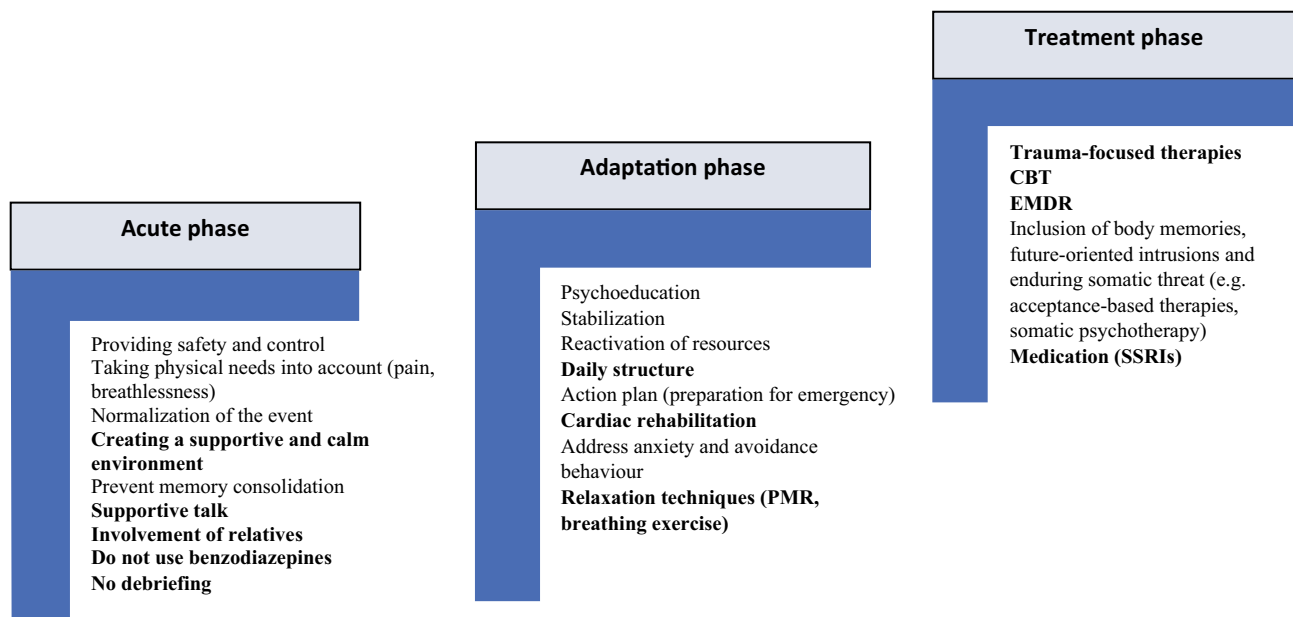 Acute phase
Providing safety and control
Taking physical needs into account (pain,
breathlessness)
Normalization of the event
Creating a supportive and calm
environment
Prevent memory consolidation
Supportive talk
Involvement of relatives
Do not use benzodiazepines
No debriefing
Adaptation phase
Psychoeducation
Stabilization
Reactivation of resources
Daily structure
Action plan (preparation for emergency)
Cardiac rehabilitation
Address anxiety and avoidance
behaviour
Relaxation techniques (PMR,
breathing exercise)
Treatment phase
Trauma-focused therapies
CBT
EMDR
Inclusion of body memories,
future-oriented intrusions and
enduring somatic threat (e.g.
acceptance-based therapies,
somatic psychotherapy)
Medication (SSRIs)